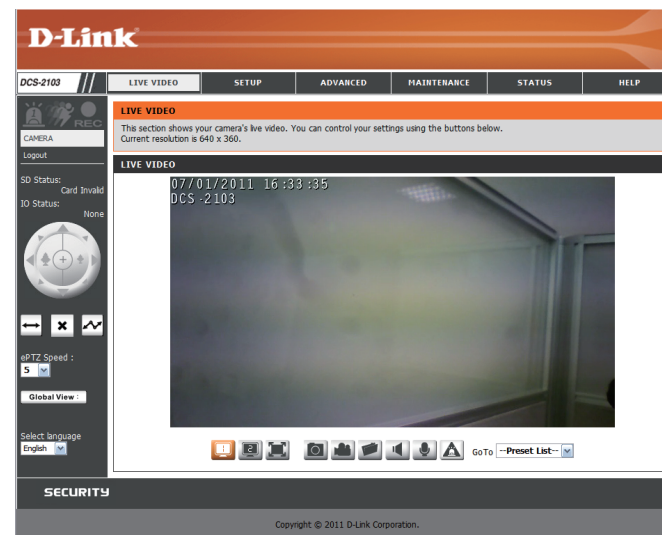 D-Link
DCS-2103
LIVE VIDEO SETUP ADVANCED MAINTENANCE STATUS HELP
REC
CAMERA
Logout
SD Status:
Card Invalid
IO Status:
None
ePTZ Speed :
5
Global View :
Select language
English
LIVE VIDEO
This section shows your camera's live video. You can control your settings using the buttons below.
Current resolution is 640 x 360.
LIVE VIDEO
07/01/2011 16:33:35
DCS-2103
1 2 GoTo --Preset List--
SECURITY
Copyright © 2011 D-Link Corporation.